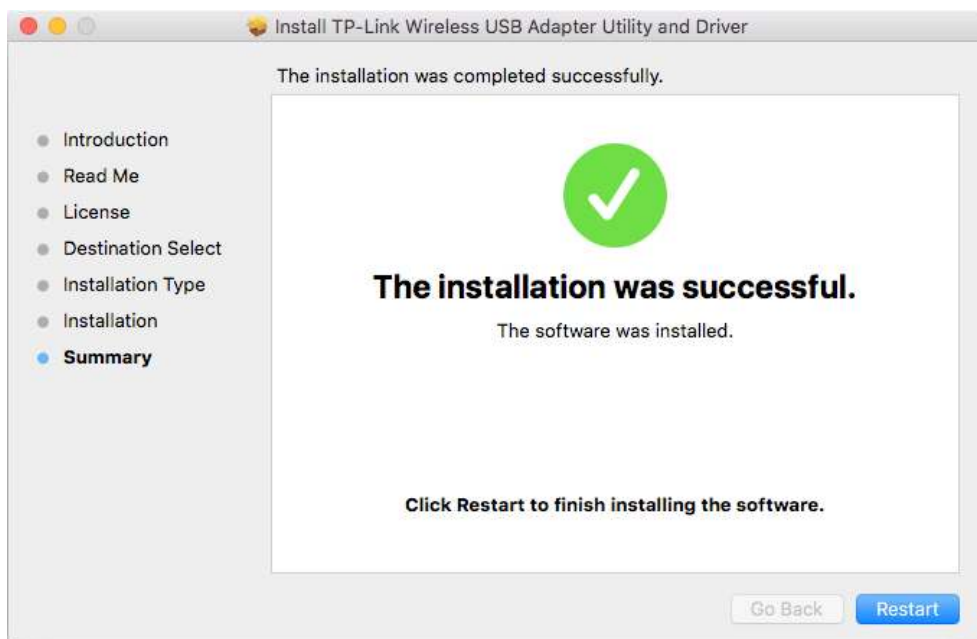 Install TP-Link Wireless USB Adapter Utility and Driver
The installation was completed successfully.
Introduction
Read Me
License
Destination Select
Installation Type
Installation
Summary
The installation was successful.
The software was installed.
Click Restart to finish installing the software.
Go Back
Restart